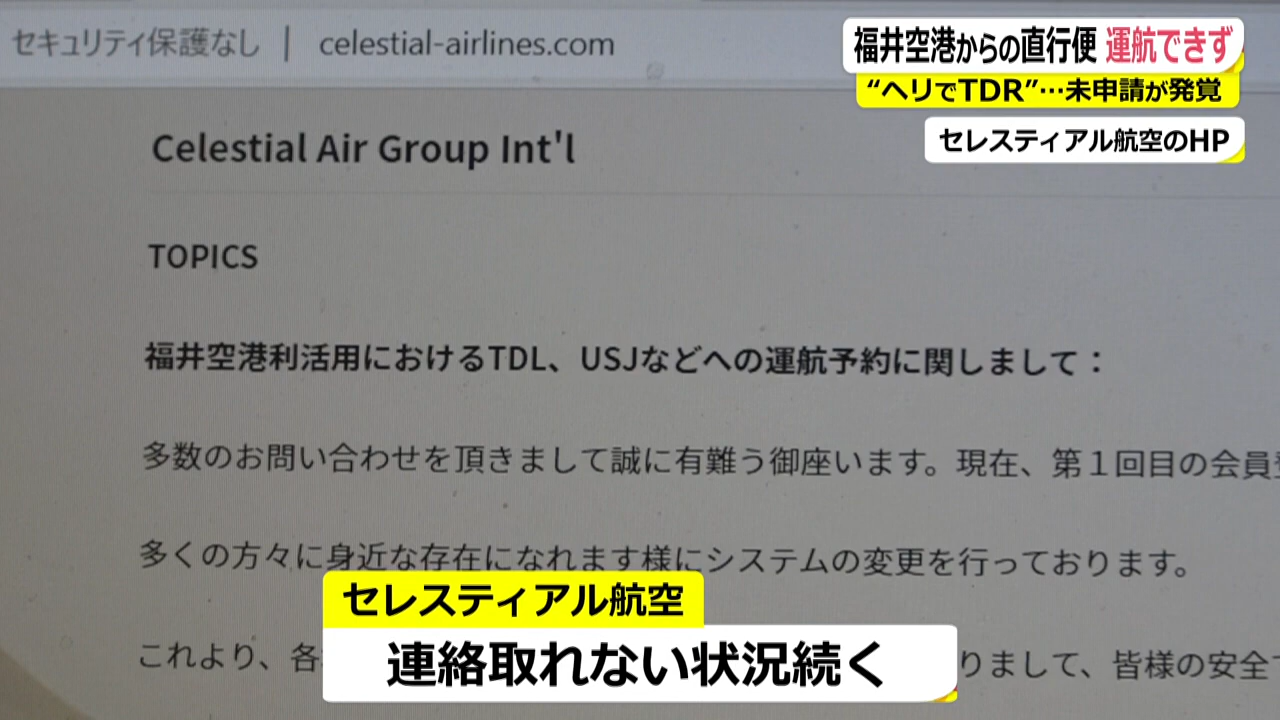 セキュリティ保護なし | celestial-airlines.com
福井空港からの直行便 運航できず
“ヘリでTDR”…未申請が発覚
セレスティアル航空のHP
Celestial Air Group Int'l
TOPICS
福井空港利活用におけるTDL、USJなどへの運航予約に関しまして：
多数のお問い合わせを頂きまして誠に有難う御座います。現在、第１回目の会員
多くの方々に身近な存在になれます様にシステムの変更を行っております。
これより、各 りまして、皆様の安全
セレスティアル航空
連絡取れない状況続く